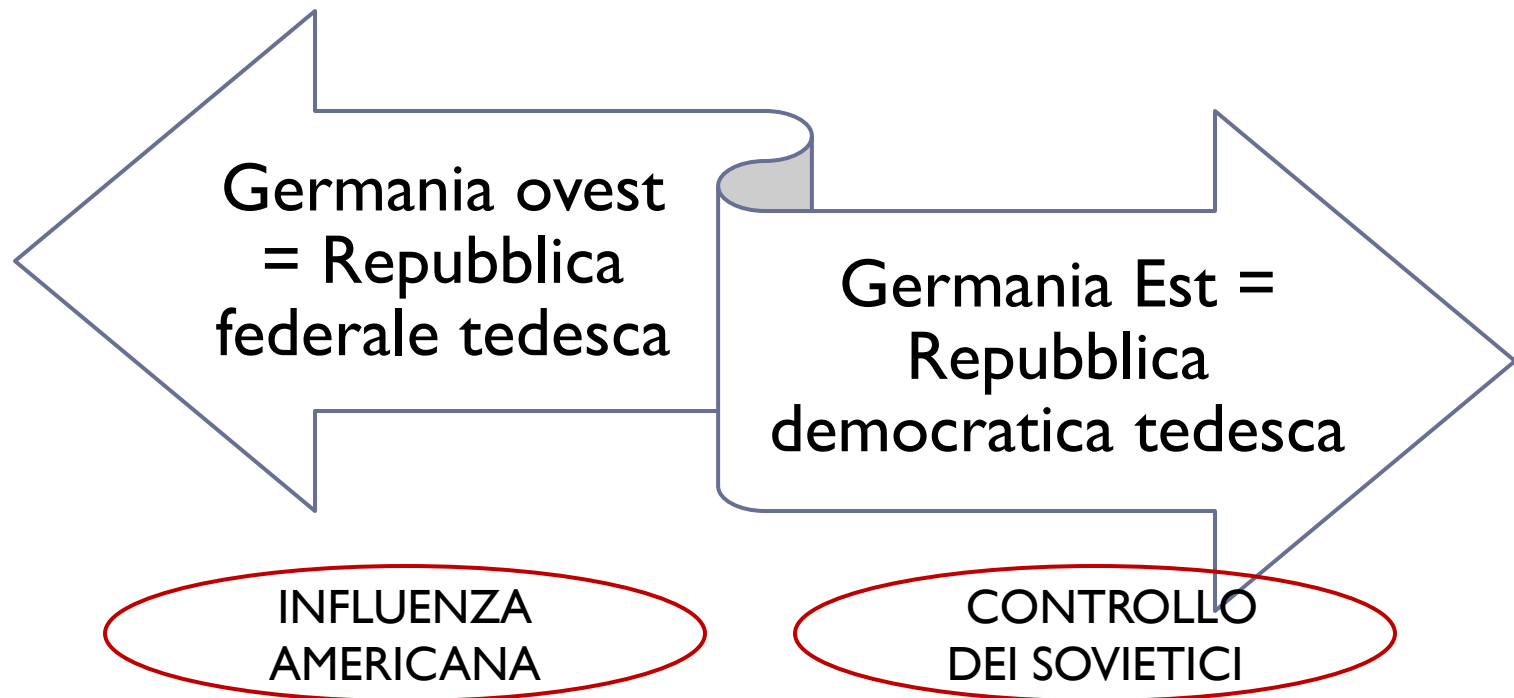 Germania ovest
= Repubblica
federale tedesca
Germania Est =
Repubblica
democratica tedesca
INFLUENZA
AMERICANA
CONTROLLO
DEI SOVIETICI